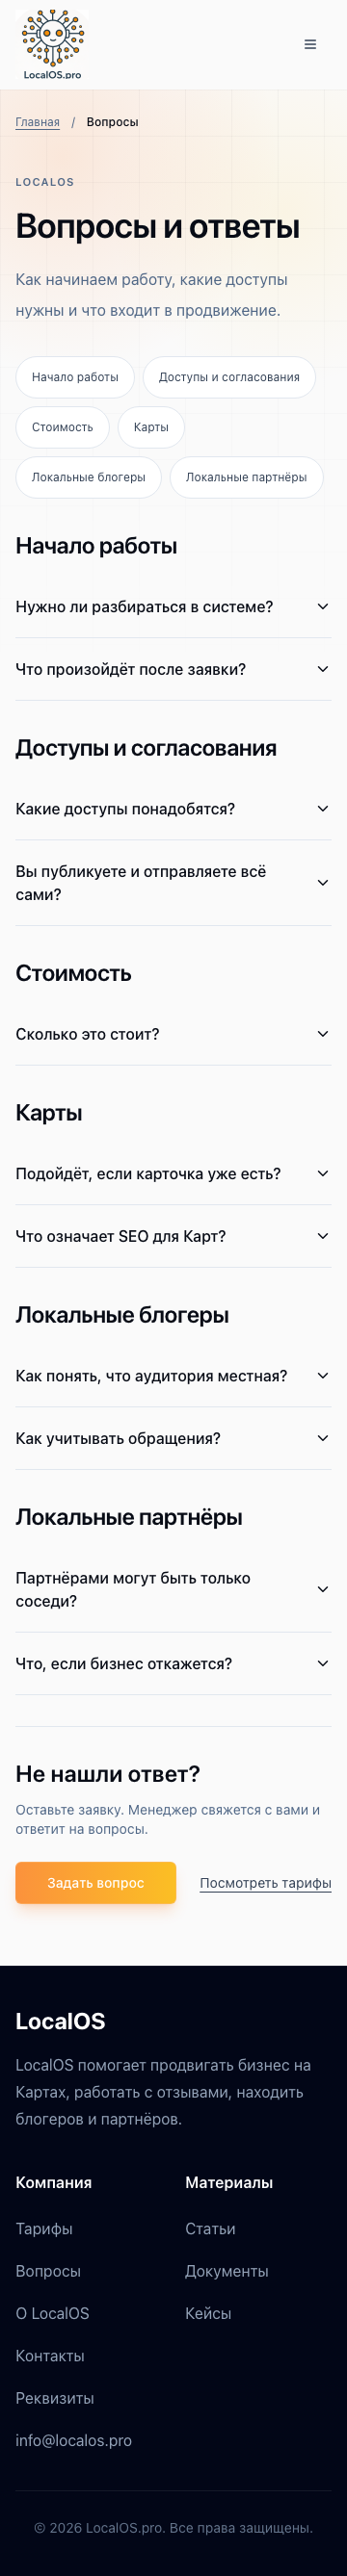 LocalOS.pro
Главная / Вопросы
LOCALOS
Вопросы и ответы
Как начинаем работу, какие доступы
нужны и что входит в продвижение.
Начало работы
Доступы и согласования
Стоимость
Карты
Локальные блогеры
Локальные партнёры
Начало работы
Нужно ли разбираться в системе?
Что произойдёт после заявки?
Доступы и согласования
Какие доступы понадобятся?
Вы публикуете и отправляете всё
сами?
Стоимость
Сколько это стоит?
Карты
Подойдёт, если карточка уже есть?
Что означает SEO для Карт?
Локальные блогеры
Как понять, что аудитория местная?
Как учитывать обращения?
Локальные партнёры
Партнёрами могут быть только
соседи?
Что, если бизнес откажется?
Не нашли ответ?
Оставьте заявку. Менеджер свяжется с вами и
ответит на вопросы.
Задать вопрос
Посмотреть тарифы
LocalOS
LocalOS помогает продвигать бизнес на
Картах, работать с отзывами, находить
блогеров и партнёров.
Компания
Тарифы
Вопросы
О LocalOS
Контакты
Реквизиты
info@localos.pro
Материалы
Статьи
Документы
Кейсы
© 2026 LocalOS.pro. Все права защищены.